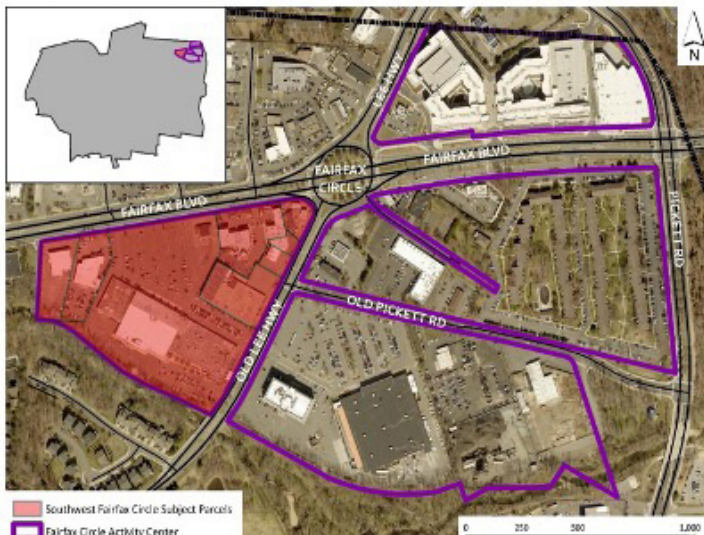 N
LEE HWY
FAIRFAX
CIRCLE
FAIRFAX BLVD
FAIRFAX BLVD
PICKETT RD
OLD PICKETT RD
OLD LEE HWY
Southwest Fairfax Circle Subject Parcels
Fairfax Circle Activity Center
0 250 500 1,000